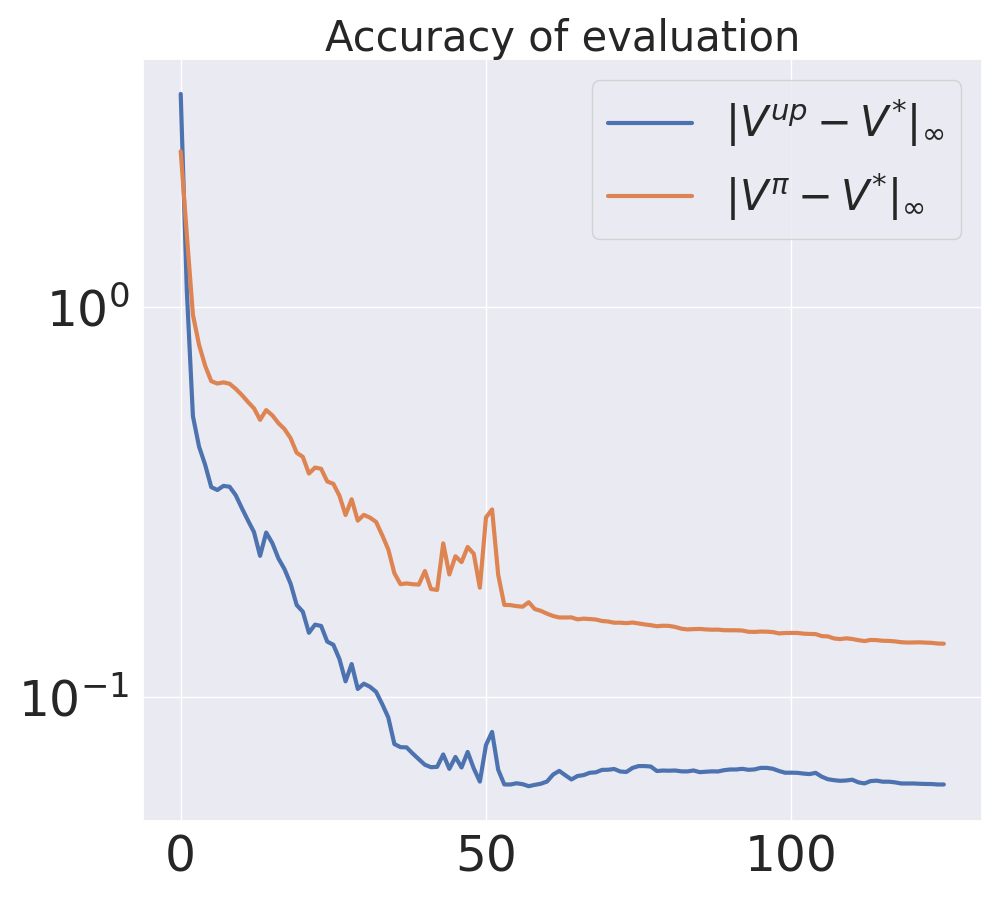 Accuracy of evaluation
|V^{up} − V^*|_∞
|V^π − V^*|_∞
10^0
10^{−1}
0 50 100